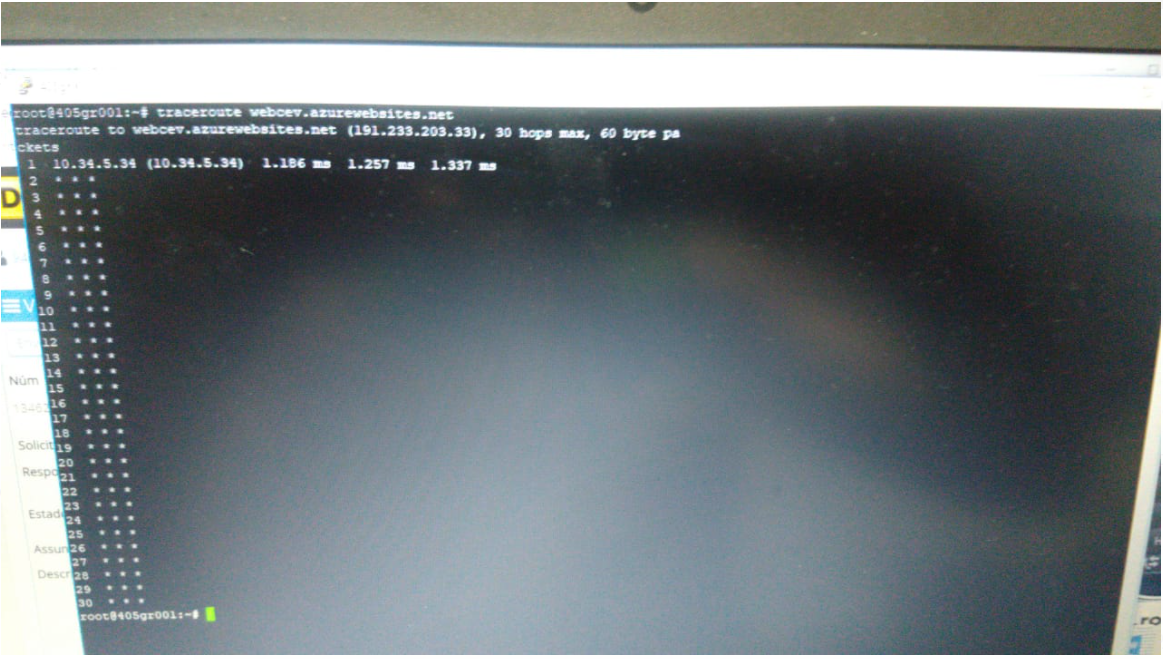 root@405gr001:~# traceroute webcev.azurewebsites.net
traceroute to webcev.azurewebsites.net (191.233.203.33), 30 hops max, 60 byte pa
ckets
1 10.34.5.34 (10.34.5.34) 1.186 ms 1.257 ms 1.337 ms
2 * * *
3 * * *
4 * * *
5 * * *
6 * * *
7 * * *
8 * * *
9 * * *
10 * * *
11 * * *
12 * * *
13 * * *
14 * * *
15 * * *
16 * * *
17 * * *
18 * * *
19 * * *
20 * * *
21 * * *
22 * * *
23 * * *
24 * * *
25 * * *
26 * * *
27 * * *
28 * * *
29 * * *
30 * * *
root@405gr001:~#
D
V
Núm
Solicit
Respo
Estad
Assun
Descr
.ro